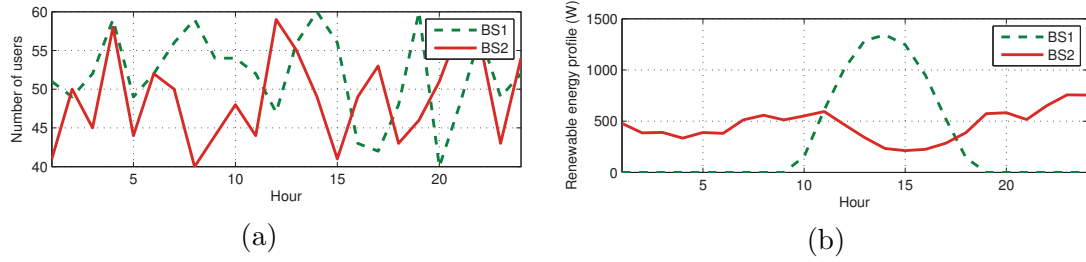 Number of users
60
55
50
45
40
5
10
15
20
Hour
BS1
BS2
(a)
Renewable energy profile (W)
1500
1000
500
0
5
10
15
20
Hour
BS1
BS2
(b)